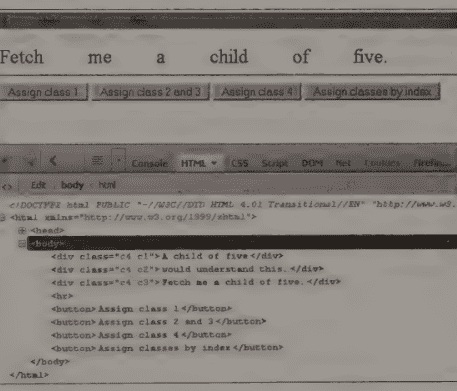 Fetch me a child of five.
Assign class 1 Assign class 2 and 3 Assign class 4 Assign classes by index
Console HTML CSS Script DOM Net Cookies
Edit body html
<!DOCTYPE html PUBLIC "-//W3C//DTD HTML 4.01 Transitional//EN" "http://www.w3.
<html xmlns="http://www.w3.org/1999/xhtml">
<head>
<body>
<div class="c4 c1">A child of five</div>
<div class="c4 c2">would understand this.</div>
<div class="c4 c3">Fetch me a child of five.</div>
<hr>
<button>Assign class 1</button>
<button>Assign class 2 and 3</button>
<button>Assign class 4</button>
<button>Assign classes by index</button>
</body>
</html>